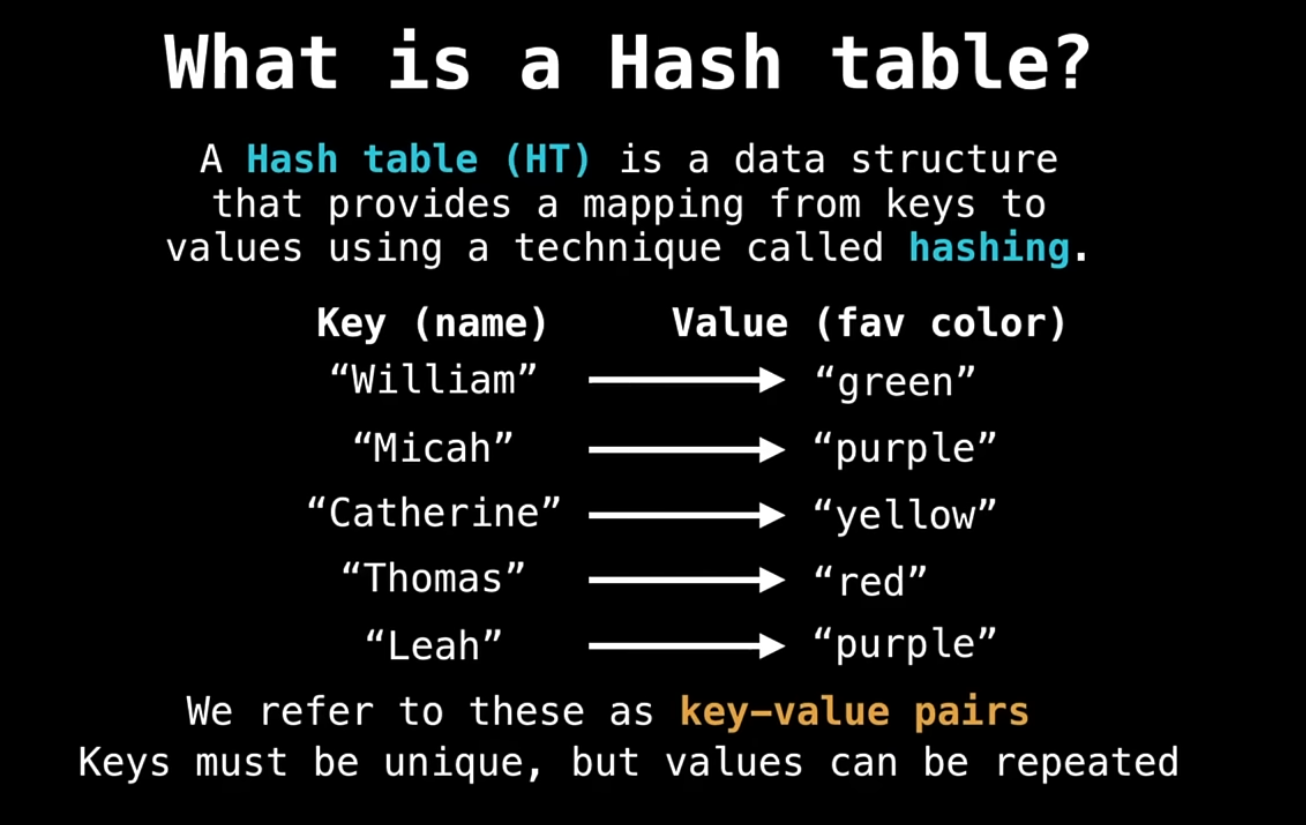 What is a Hash table?
A Hash table (HT) is a data structure
that provides a mapping from keys to
values using a technique called hashing.
Key (name) Value (fav color)
“William” “green”
“Micah” “purple”
“Catherine” “yellow”
“Thomas” “red”
“Leah” “purple”
We refer to these as key–value pairs
Keys must be unique, but values can be repeated